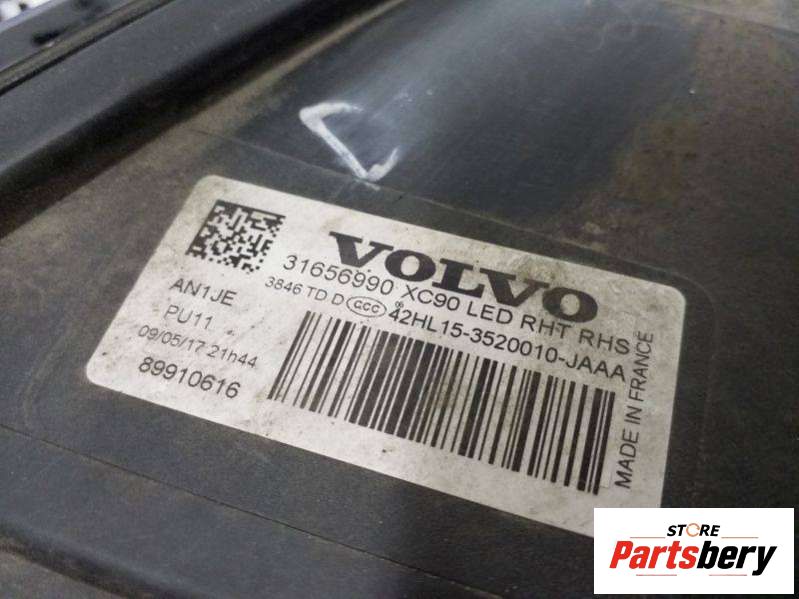 VOLVO
31656990 XC90 LED RHT RHS
3846 TD D CCC 42HL15-3520010-JAAA
AN1JE
PU11
09/05/17 21h44
89910616
MADE IN FRANCE
STORE
Partsbery